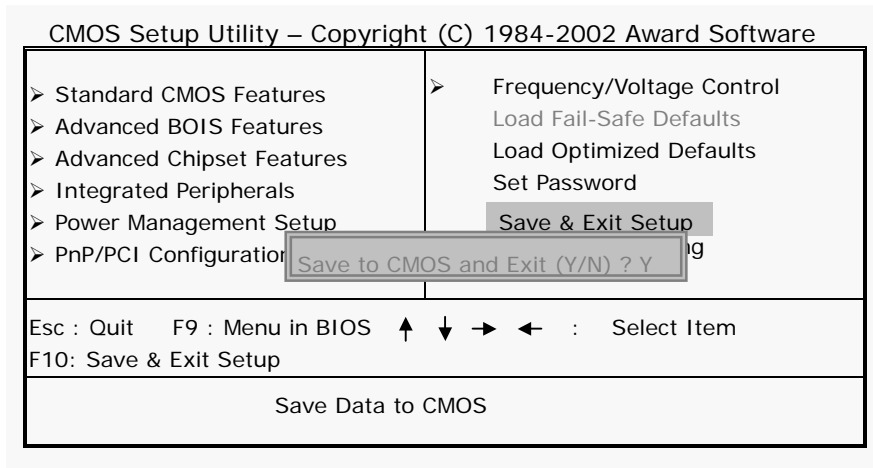 CMOS Setup Utility – Copyright (C) 1984-2002 Award Software
➢ Standard CMOS Features
➢ Advanced BOIS Features
➢ Advanced Chipset Features
➢ Integrated Peripherals
➢ Power Management Setup
➢ PnP/PCI
➢ Frequency/Voltage Control
Load Fail-Safe Defaults
Load Optimized Defaults
Set Password
Save & Exit Setup
Save to CMOS and Exit (Y/N) ? Y
Esc : Quit F9 : Menu in BIOS ↑ ↓ → ← : Select Item
F10: Save & Exit Setup
Save Data to CMOS